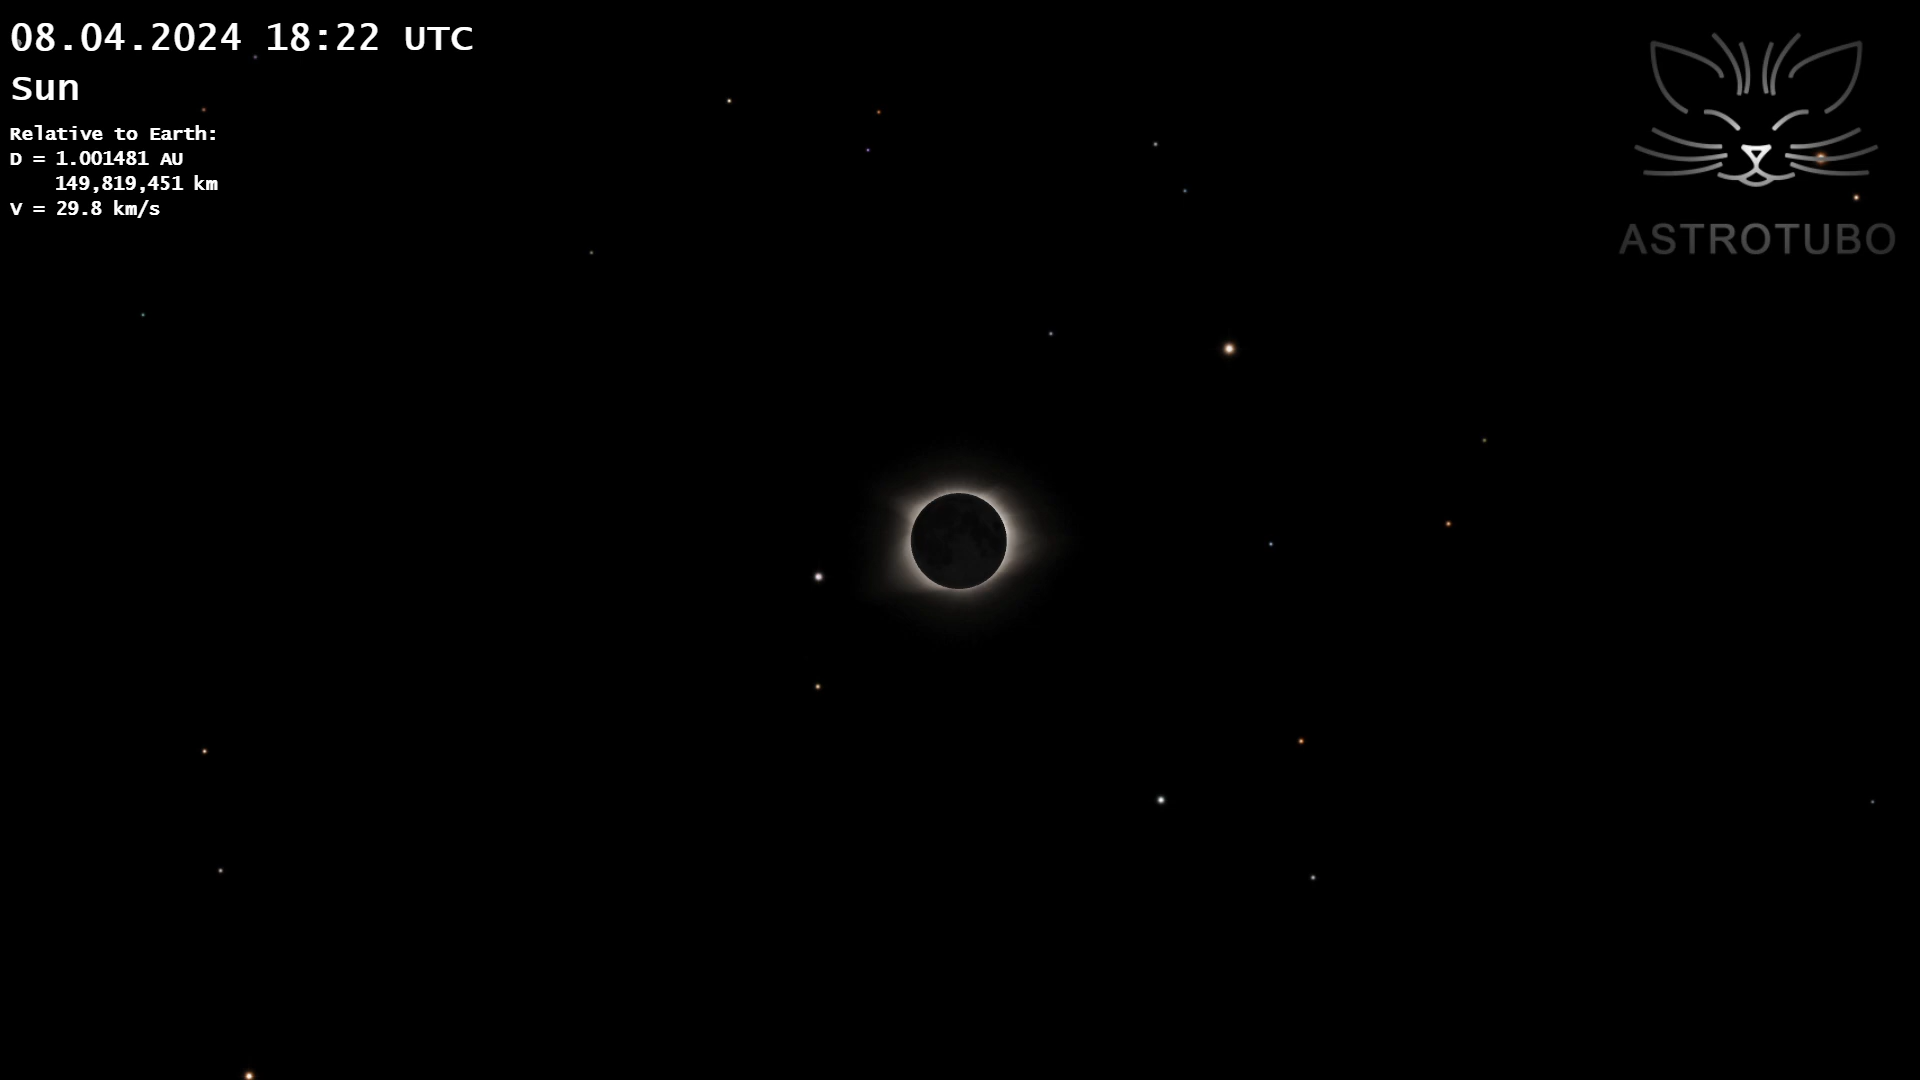 08.04.2024 18:22 UTC
Sun
Relative to Earth:
D = 1.001481 AU
149,819,451 km
V = 29.8 km/s
ASTROTUBO